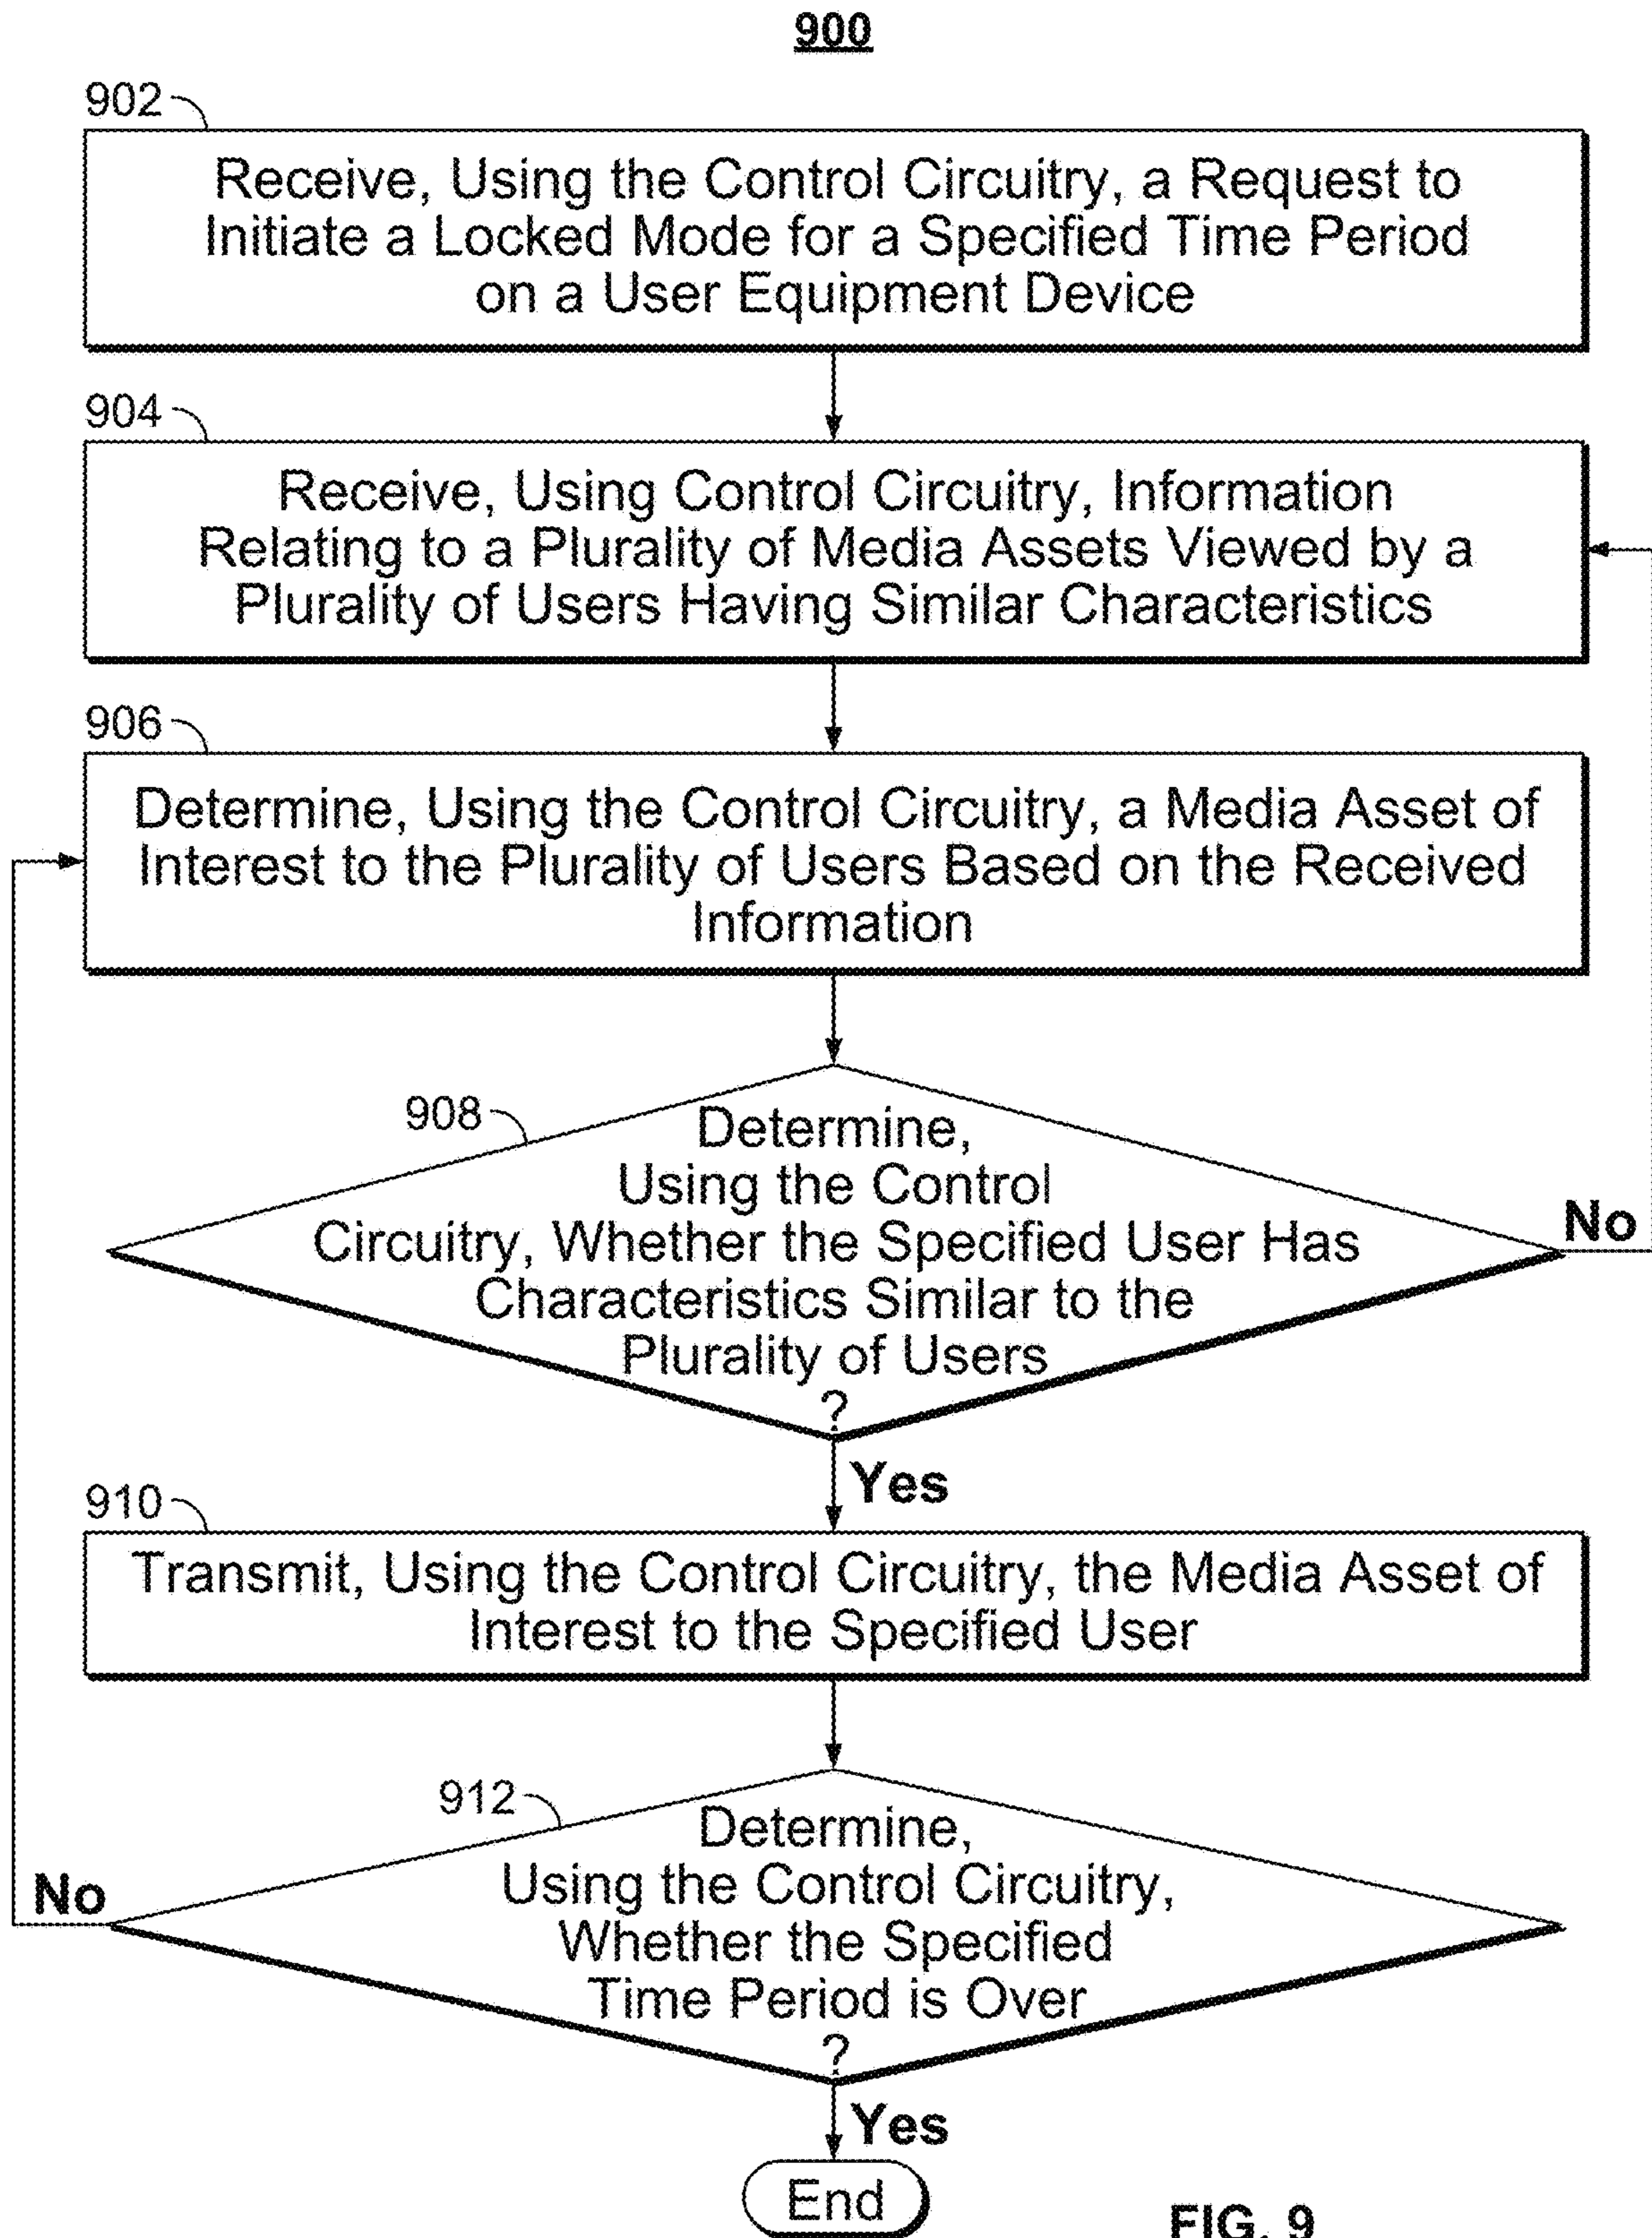 900
902
Receive, Using the Control Circuitry, a Request to
Initiate a Locked Mode for a Specified Time Period
on a User Equipment Device
904
Receive, Using Control Circuitry, Information
Relating to a Plurality of Media Assets Viewed by a
Plurality of Users Having Similar Characteristics
906
Determine, Using the Control Circuitry, a Media Asset of
Interest to the Plurality of Users Based on the Received
Information
908
Determine,
Using the Control
Circuitry, Whether the Specified User Has
Characteristics Similar to the
Plurality of Users
?
No
Yes
910
Transmit, Using the Control Circuitry, the Media Asset of
Interest to the Specified User
912
Determine,
Using the Control Circuitry,
Whether the Specified
Time Period is Over
?
No
Yes
End
FIG. 9